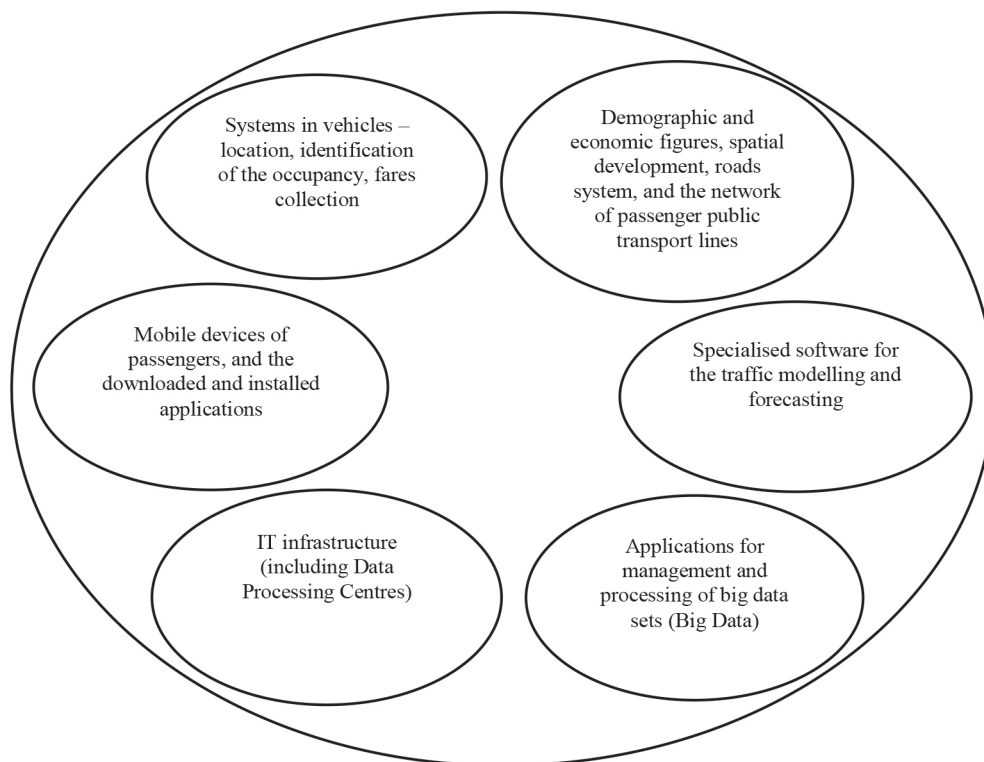 Systems in vehicles –
location, identification
of the occupancy, fares
collection
Demographic and
economic figures, spatial
development, roads
system, and the network
of passenger public
transport lines
Mobile devices of
passengers, and the
downloaded and installed
applications
Specialised software for
the traffic modelling and
forecasting
IT infrastructure
(including Data
Processing Centres)
Applications for
management and
processing of big data
sets (Big Data)